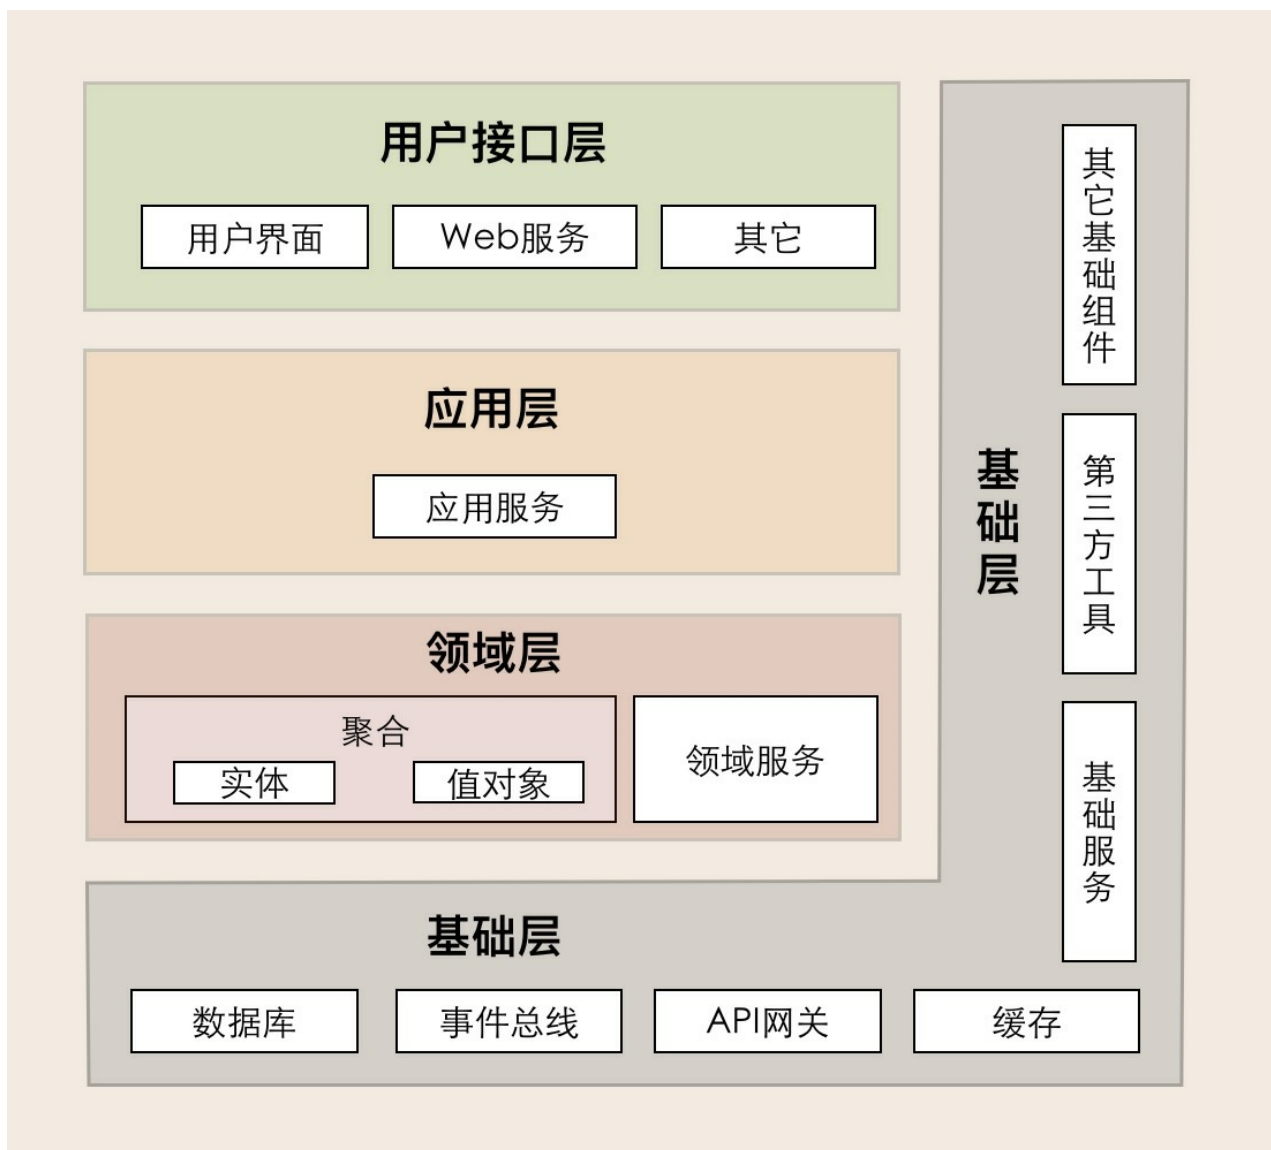 用户接口层
用户界面
Web服务
其它
应用层
应用服务
领域层
聚合
实体
值对象
领域服务
基础层
其它基础组件
第三方工具
基础服务
基础层
数据库
事件总线
API网关
缓存